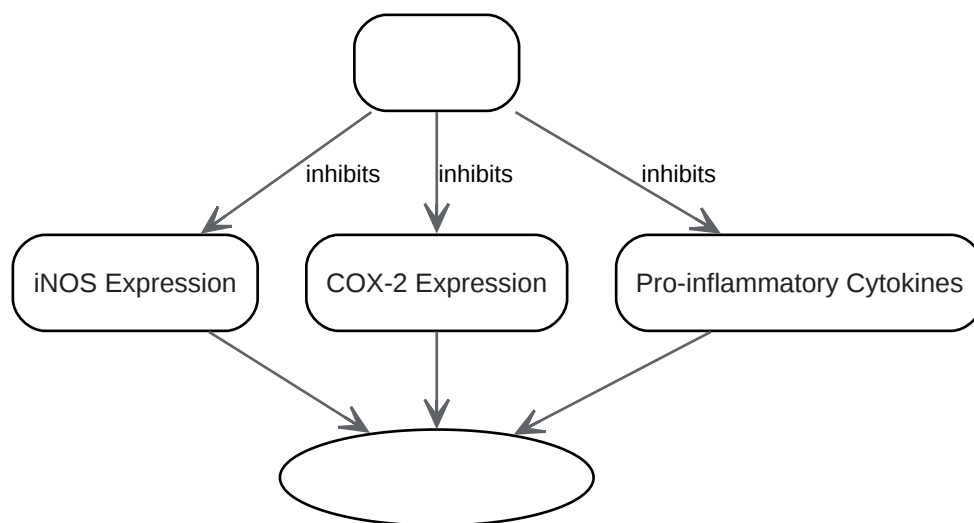 inhibits inhibits inhibits
iNOS Expression COX-2 Expression Pro-inflammatory Cytokines